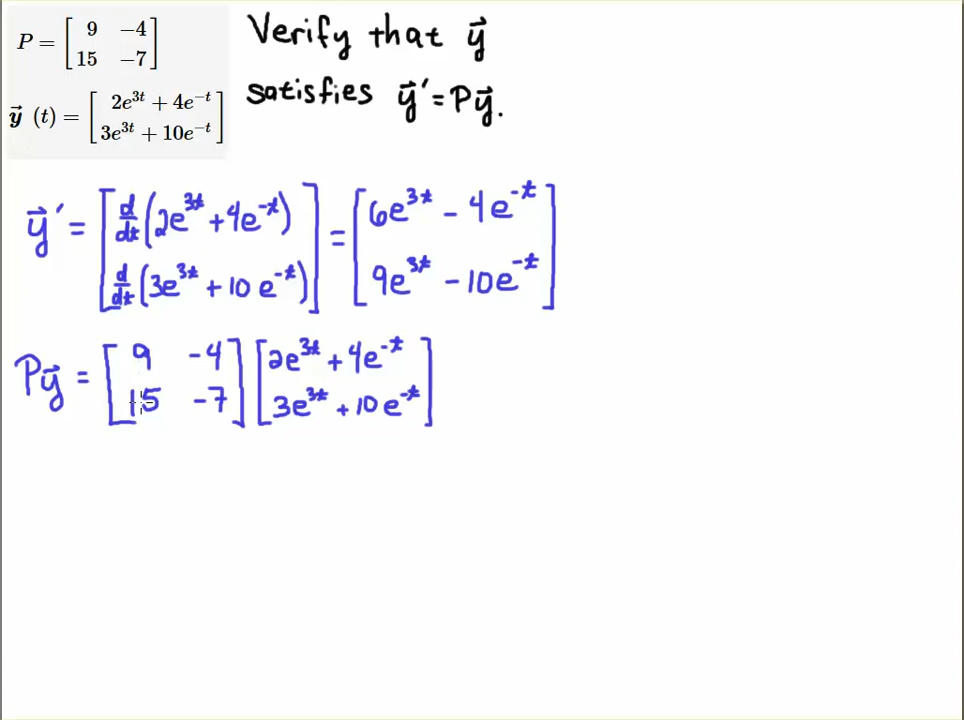 P = [ 9 −4 ; 15 −7 ]
Verify that y⃗
satisfies y⃗' = Py⃗.
y⃗ (t) = [ 2e^{3t} + 4e^{−t} ; 3e^{3t} + 10e^{−t} ]
y⃗' = [ d/dt (2e^{3t} + 4e^{-t}) ; d/dt (3e^{3t} + 10e^{-t}) ] = [ 6e^{3t} - 4e^{-t} ; 9e^{3t} - 10e^{-t} ]
Py⃗ = [ 9 -4 ; 15 -7 ] [ 2e^{3t} + 4e^{-t} ; 3e^{3t} + 10e^{-t} ]